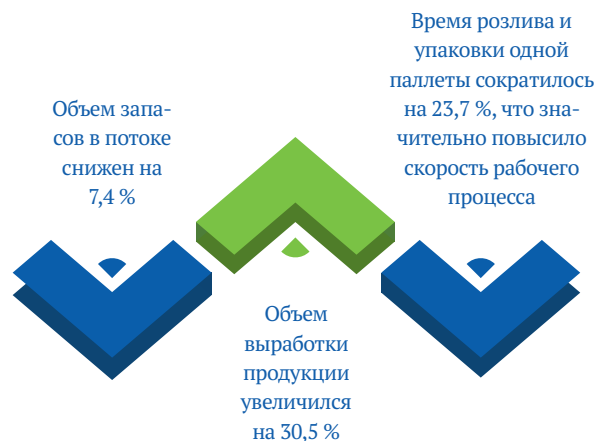 Объем запа-
сов в потоке
снижен на
7,4 %
Объем
выработки
продукции
увеличился
на 30,5 %
Время розлива и
упаковки одной
паллеты сократилось
на 23,7 %, что зна-
чительно повысило
скорость рабочего
процесса